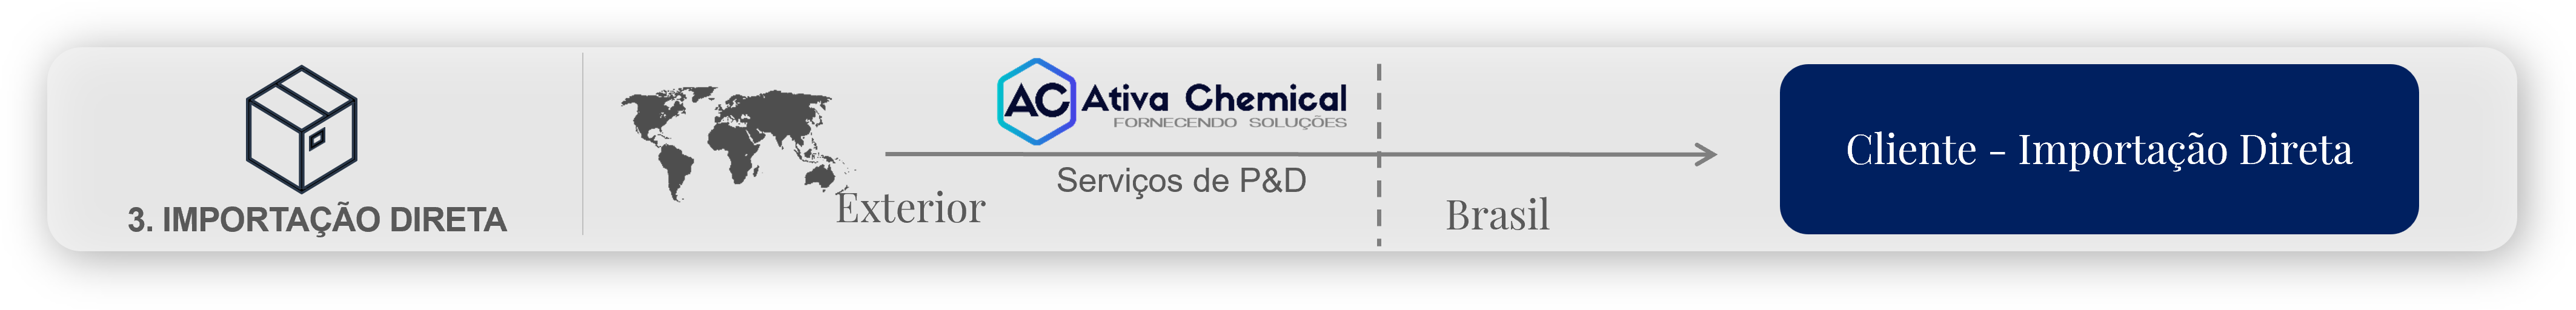 3. IMPORTAÇÃO DIRETA
AC Ativa Chemical
FORNECENDO SOLUÇÕES
Serviços de P&D
Exterior
Brasil
Cliente - Importação Direta